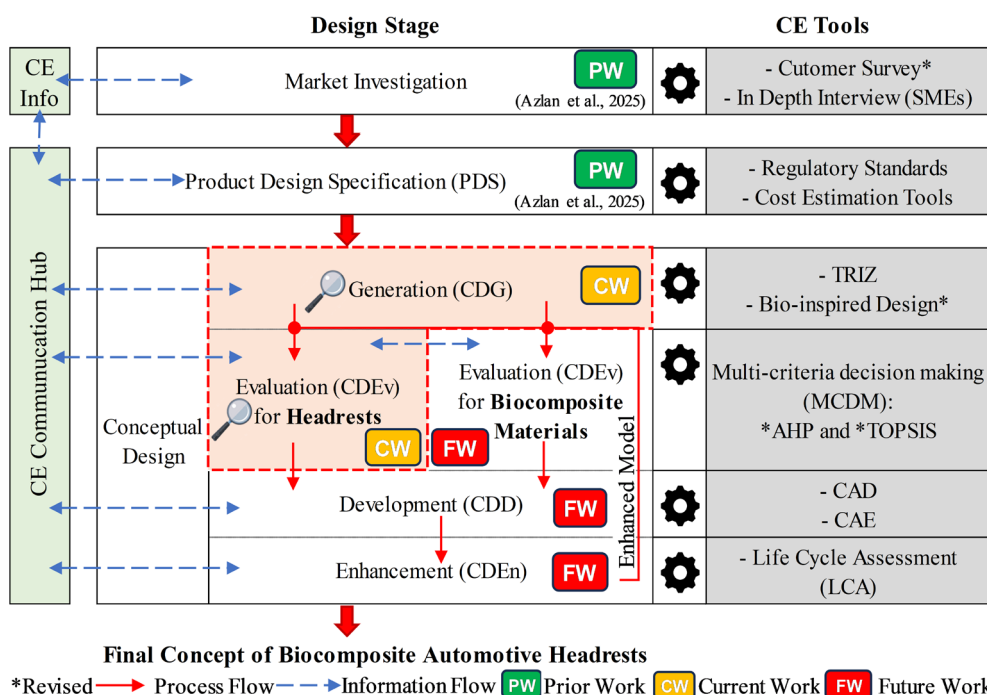 Design Stage
CE Tools
CE
Info
Market Investigation
PW
(Azlan et al., 2025)
- Cutomer Survey*
- In Depth Interview (SMEs)
CE Communucation Hub
Product Design Specification (PDS)
PW
(Azlan et al., 2025)
- Regulatory Standards
- Cost Estimation Tools
Conceptual
Design
Generation (CDG)
CW
- TRIZ
- Bio-inspired Design*
Evaluation (CDEv)
for Headrests
CW
Evaluation (CDEv)
for Biocomposite
Materials
FW
Multi-criteria decision making
(MCDM):
*AHP and *TOPSIS
Enhanced Model
Development (CDD)
FW
- CAD
- CAE
Enhancement (CDEn)
FW
- Life Cycle Assessment
(LCA)
Final Concept of Biocomposite Automotive Headrests
*Revised Process Flow Information Flow PW Prior Work CW Current Work FW Future Work